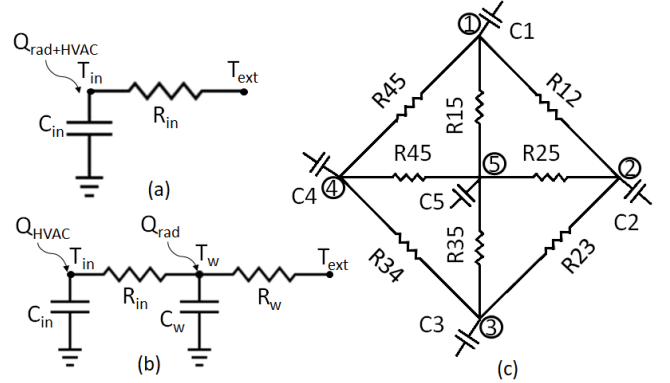 Q_rad+HVAC
T_in
T_ext
C_in
R_in
(a)
Q_HVAC
T_in
Q_rad
T_w
T_ext
R_in
R_w
C_in
C_w
(b)
1
C1
R45
R15
R12
R45
5
R25
2
C4
4
C5
C2
R34
R35
R23
C3
3
(c)